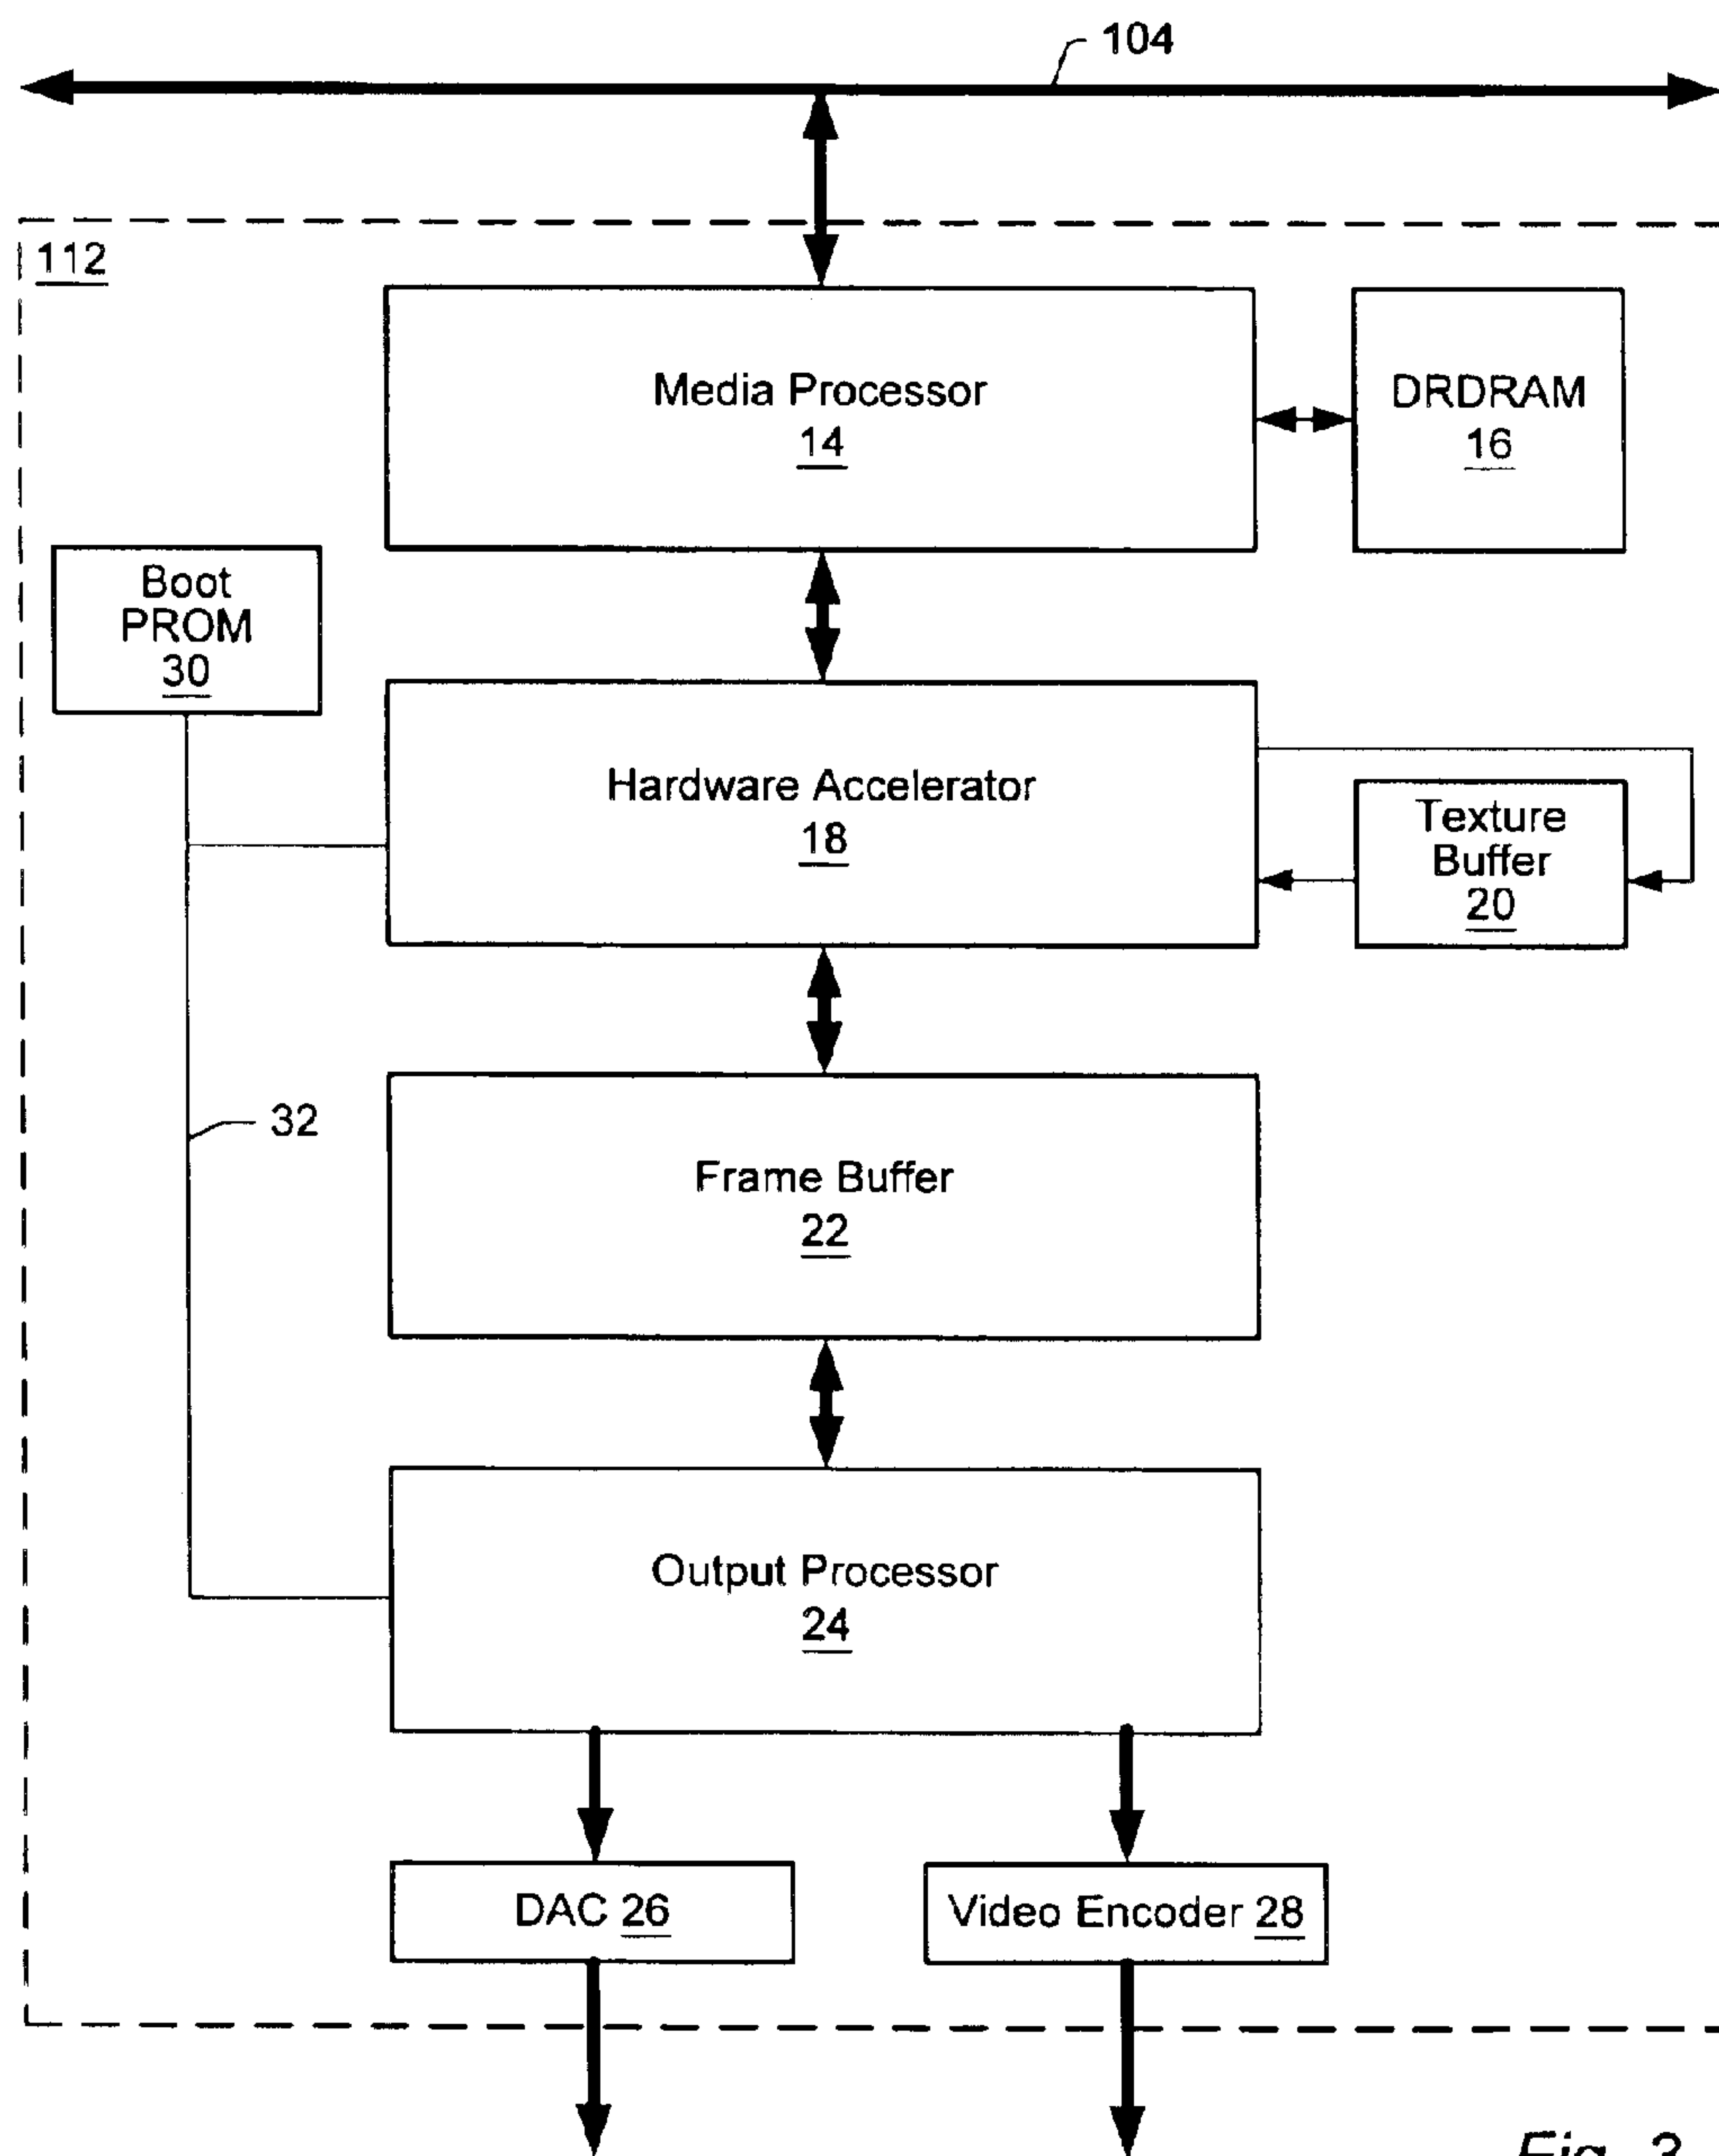 104
112
Media Processor
14
DRDRAM
16
Boot
PROM
30
Hardware Accelerator
18
Texture
Buffer
20
32
Frame Buffer
22
Output Processor
24
DAC 26
Video Encoder 28
Fig.